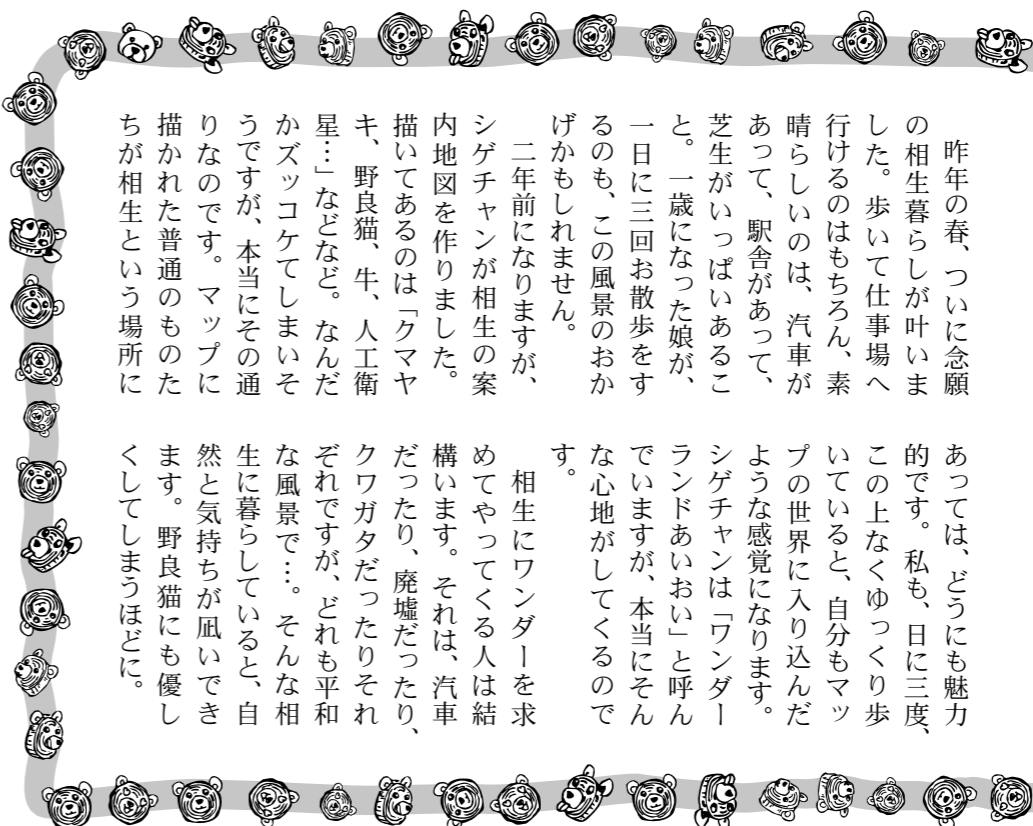 昨年の春、ついに念願
の相生暮らしが叶いま
した。歩いて仕事場へ
行けるのはもちろん、素
晴らしいのは、汽車が
あって、駅舎があって、
芝生がいっぱいあるこ
と。一歳になった娘が、
一日に三回お散歩をす
るのも、この風景のおか
げかもしれません。
　二年前になりますが、
シゲチャンが相生の案
内地図を作りました。
描いてあるのは「クマヤ
キ、野良猫、牛、人工衛
星…」などなど。なんだ
かズッコケてしまいそ
うですが、本当にその通
りなのです。マップに
描かれた普通のものた
ちが相生という場所に
あっては、どうにも魅力
的です。私も、日に三度、
この上なくゆっくり歩
いていると、自分もマッ
プの世界に入り込んだ
ような感覚になります。
シゲチャンは「ワンダー
ランドあいおい」と呼ん
でいますが、本当にそん
な心地がしてくるので
す。
　相生にワンダーを求
めてやってくる人は結
構います。それは、汽車
だったり、廃墟だったり、
クワガタだったりそれ
ぞれですが、どれも平和
な風景で…。そんな相
生に暮らしていると、自
然と気持ちが凪いでき
ます。野良猫にも優し
くしてしまうほどに。